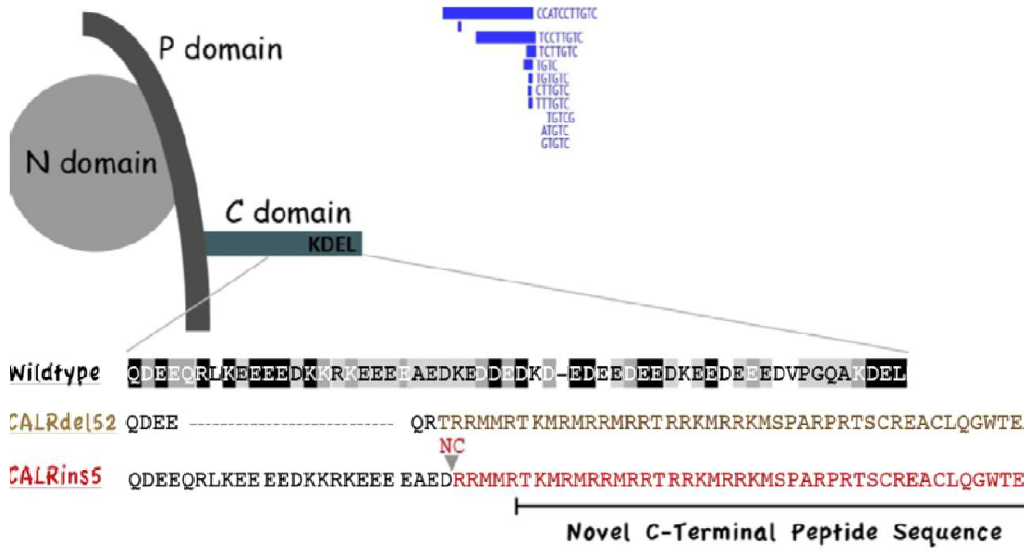 P domain
N domain
C domain
KDEL
CCATCCTTGTC
TCCTTGTC
TCTTGTC
TGTC
TGTGTC
CTTGTC
TTTGTC
TGTCG
ATGTC
GTGTC
Wildtype QDEEQRLKEEEEDKKRKEEEEAEDKEDDEDKD-EDEEDEEDKEEDEEEDVPGQAKDEL
CALRdel52 QDEE -------------------------- QRTRRMMRTKMRMRRMRRTRRKMRRKMSPARPRTSCREACLQGWTE
NC
CALRins5 QDEEQRLKEEEEDKKRKEEEEAEDRRMMRTKMRMRRMRRTRRKMRRKMSPARPRTSCREACLQGWTE
Novel C-Terminal Peptide Sequence